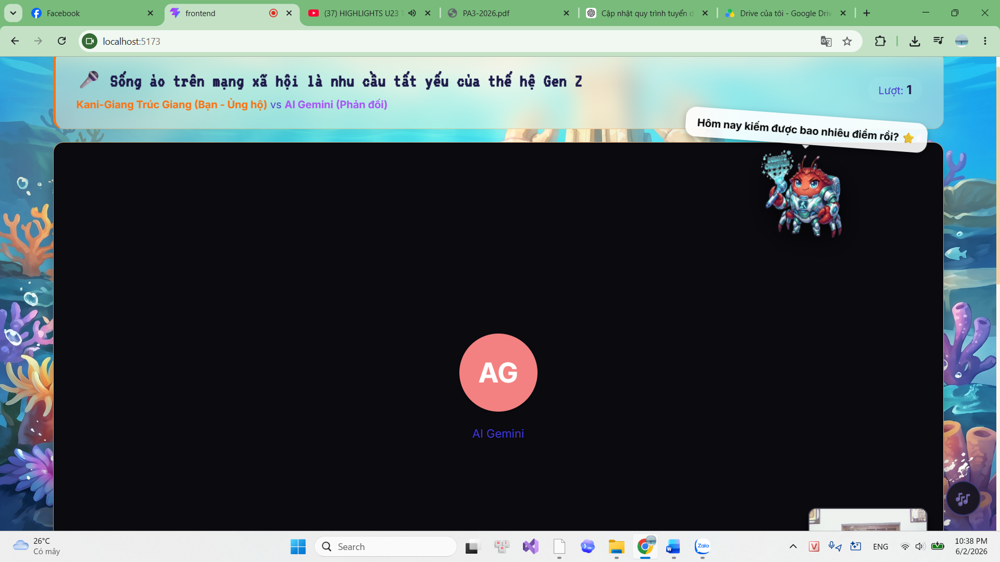 Facebook
frontend
(37) HIGHLIGHTS U23
PA3-2026.pdf
Cập nhật quy trình tuyển d
Drive của tôi - Google Driv
localhost:5173
🎤 Sống ảo trên mạng xã hội là nhu cầu tất yếu của thế hệ Gen Z
Kani-Giang Trúc Giang (Bạn - Ủng hộ) vs AI Gemini (Phản đối)
Lượt: 1
Hôm nay kiếm được bao nhiêu điểm rồi? ⭐
DEBATE
CHAMPION
AG
AI Gemini
26°C
Có mây
Search
Zalo
ENG
10:38 PM
6/2/2026